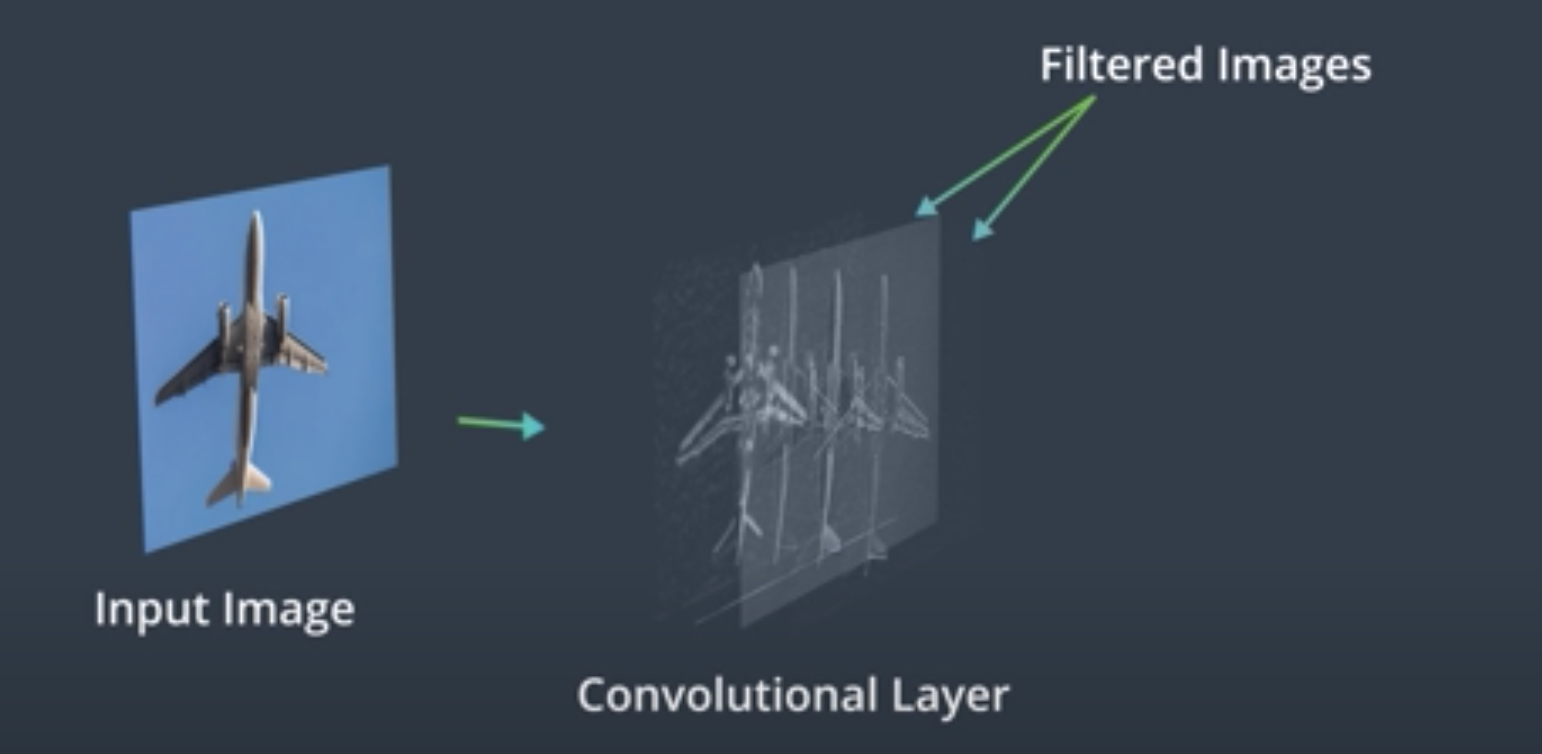 Filtered Images
Input Image
Convolutional Layer